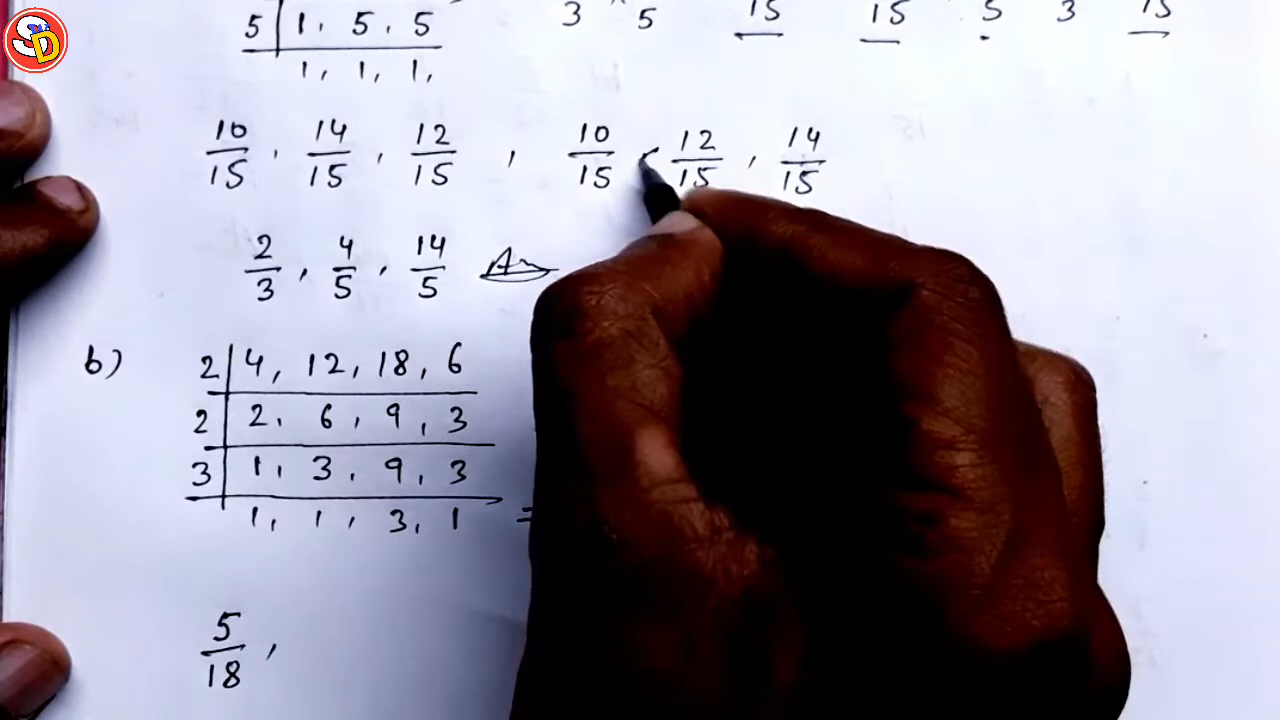 SD
5 | 1, 5, 5
3 × 5 15 15 5 3 15
1, 1, 1,
10/15, 14/15, 12/15, 10/15 < 12/15, 14/15
2/3, 4/5, 14/5 An
b) 2 | 4, 12, 18, 6
2 | 2, 6, 9, 3
3 | 1, 3, 9, 3
1, 1, 3, 1 =
5/18,